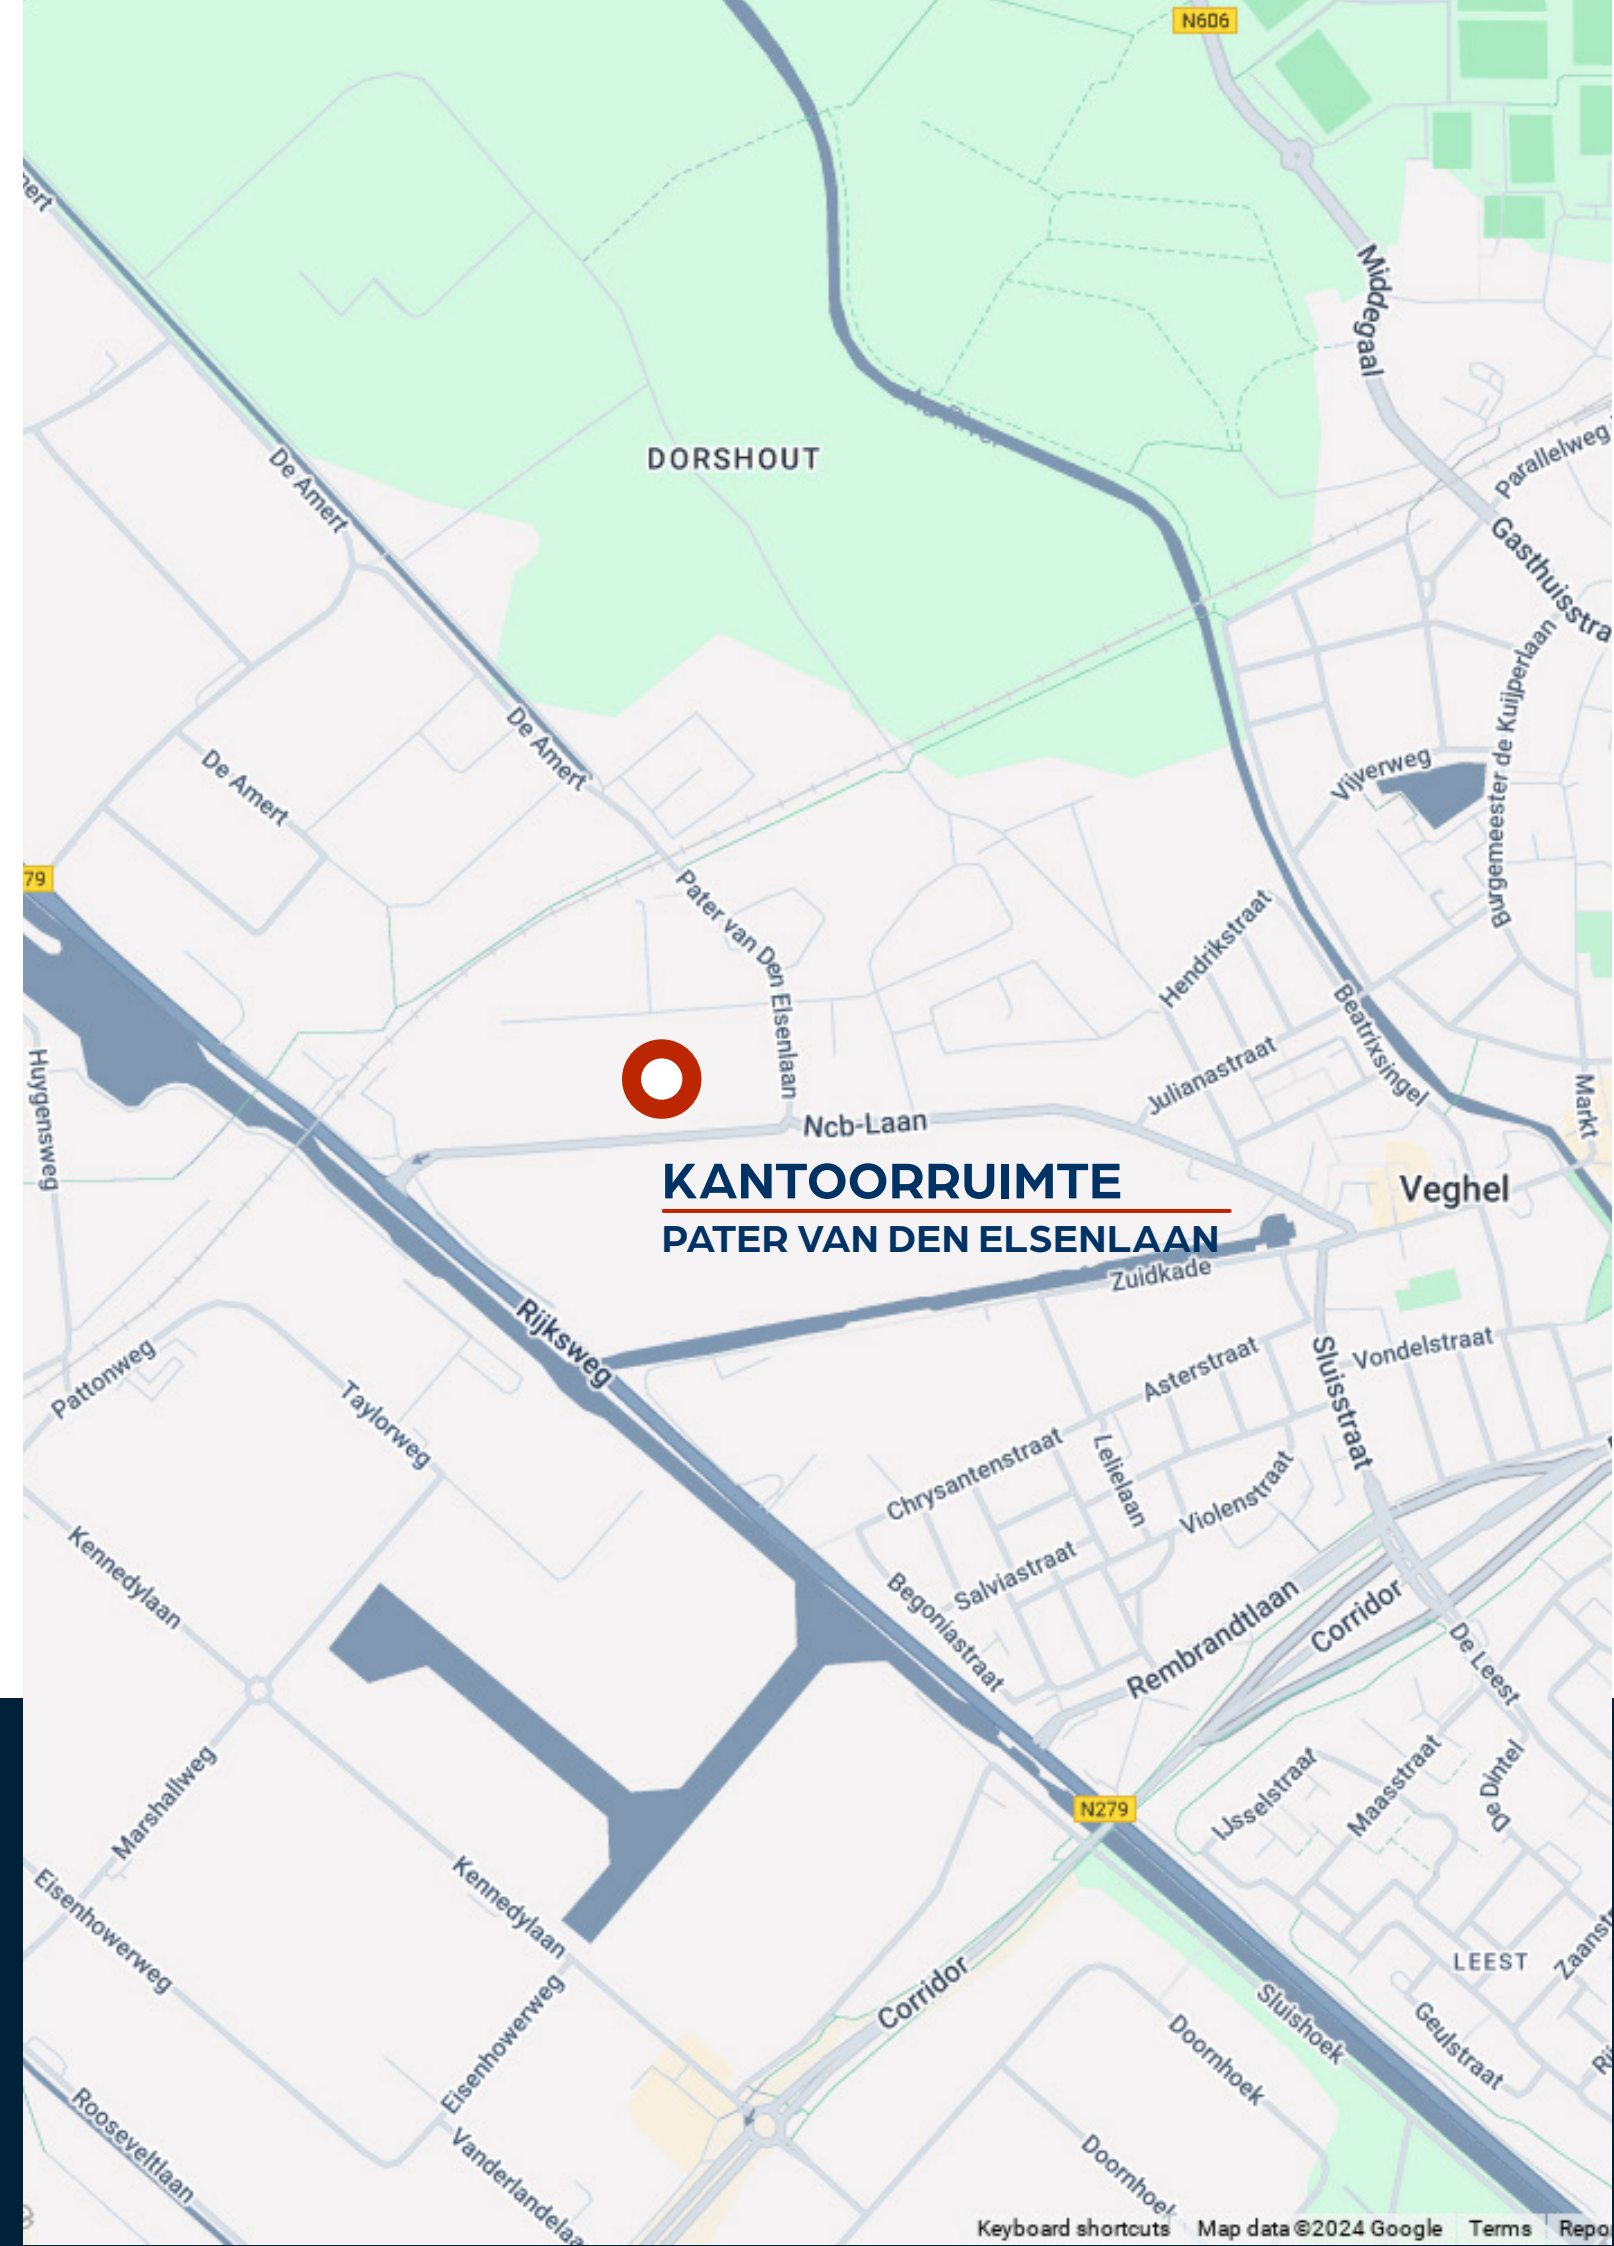 N606
ert
Middegaal
Parallelweg
DORSHOUT
De Amert
Gasthuisstra
Burgemeester de Kuijperlaan
De Amert
De Amert
Vijverweg
79
Pater van Den Elsenlaan
Hendrikstraat
Beatrixsingel
Julianastraat
Huygensweg
Markt
Ncb-Laan
KANTOORRUIMTE
Veghel
PATER VAN DEN ELSENLAAN
Zuidkade
Rijksweg
Sluisstraat
Vondelstraat
Asterstraat
Pattonweg
Taylorweg
Chrysantenstraat
Lelielaan
Violenstraat
Kennedylaan
Salviastraat
Begoniastraat
Rembrandtlaan
Corridor
De Leest
Marshallweg
IJsselstraat
Maasstraat
De Dintel
N279
Eisenhowerweg
Kennedylaan
LEEST
Zaanst
Corridor
Eisenhowerweg
Sluishoek
Doornhoek
Geulstraat
Rooseveltlaan
Vanderlandelaa
Doornhoek
Keyboard shortcuts Map data ©2024 Google Terms Repo